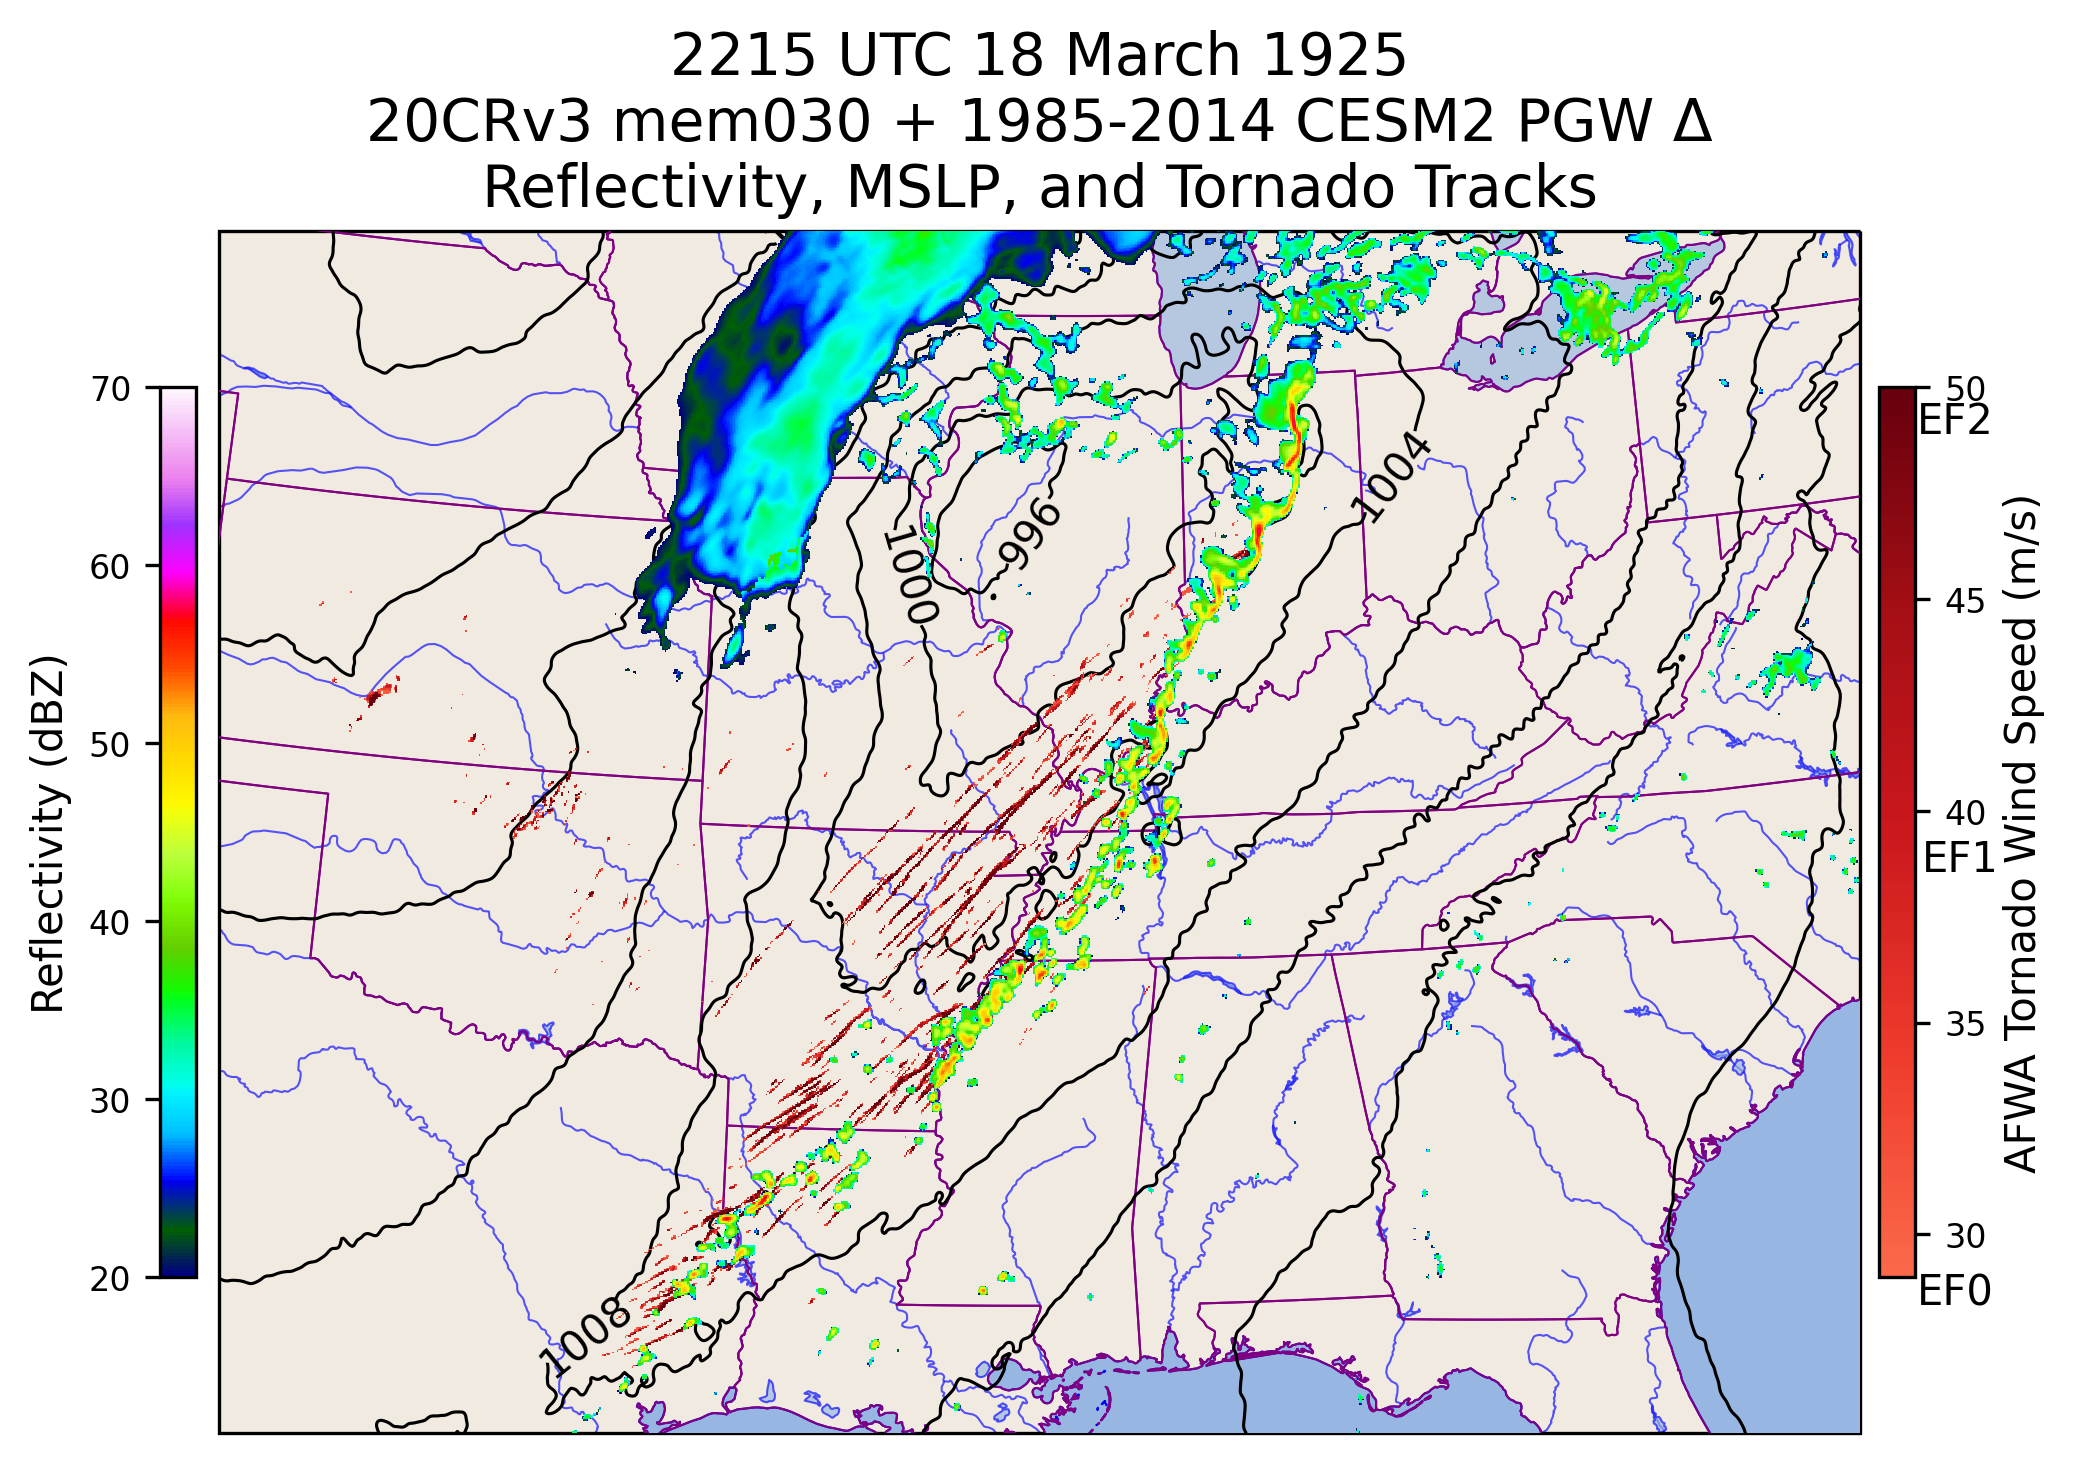 2215 UTC 18 March 1925
20CRv3 mem030 + 1985-2014 CESM2 PGW Δ
Reflectivity, MSLP, and Tornado Tracks
Reflectivity (dBZ)
70
60
50
40
30
20
1004
996
1000
1008
50
EF2
45
40
EF1
35
30
EF0
AFWA Tornado Wind Speed (m/s)